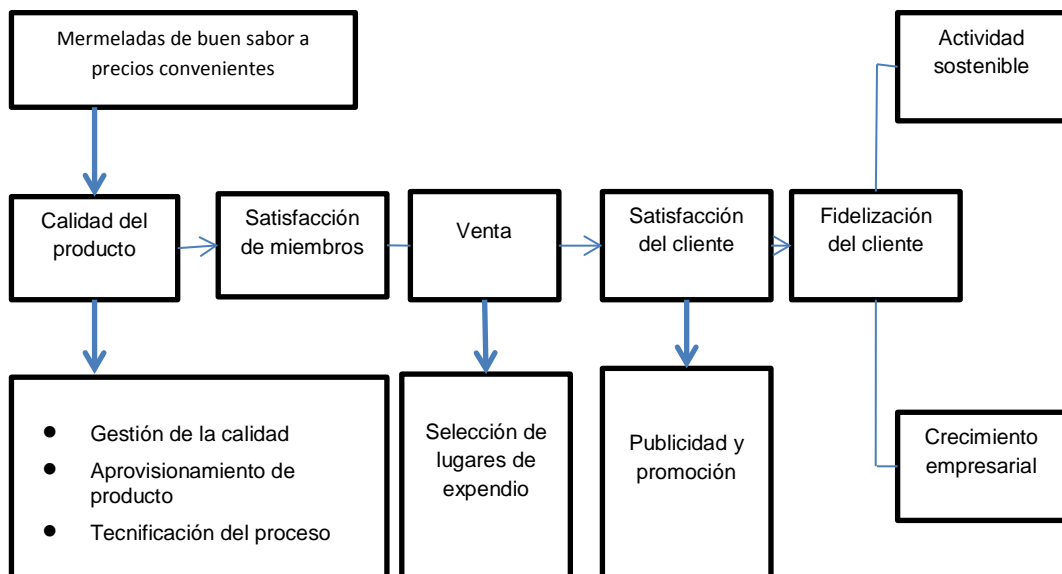 Mermeladas de buen sabor a
precios convenientes
Actividad
sostenible
Calidad del
producto
Satisfacción
de miembros
Venta
Satisfacción
del cliente
Fidelización
del cliente
● Gestión de la calidad
● Aprovisionamiento de
producto
● Tecnificación del proceso
Selección de
lugares de
expendio
Publicidad y
promoción
Crecimiento
empresarial